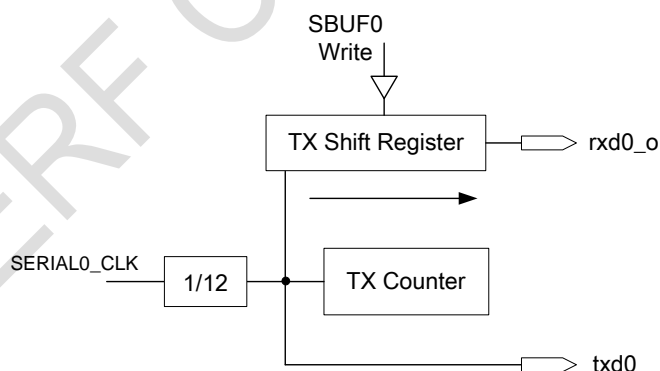 SBUF0
Write
TX Shift Register
rxd0_o
SERIAL0_CLK
1/12
TX Counter
txd0